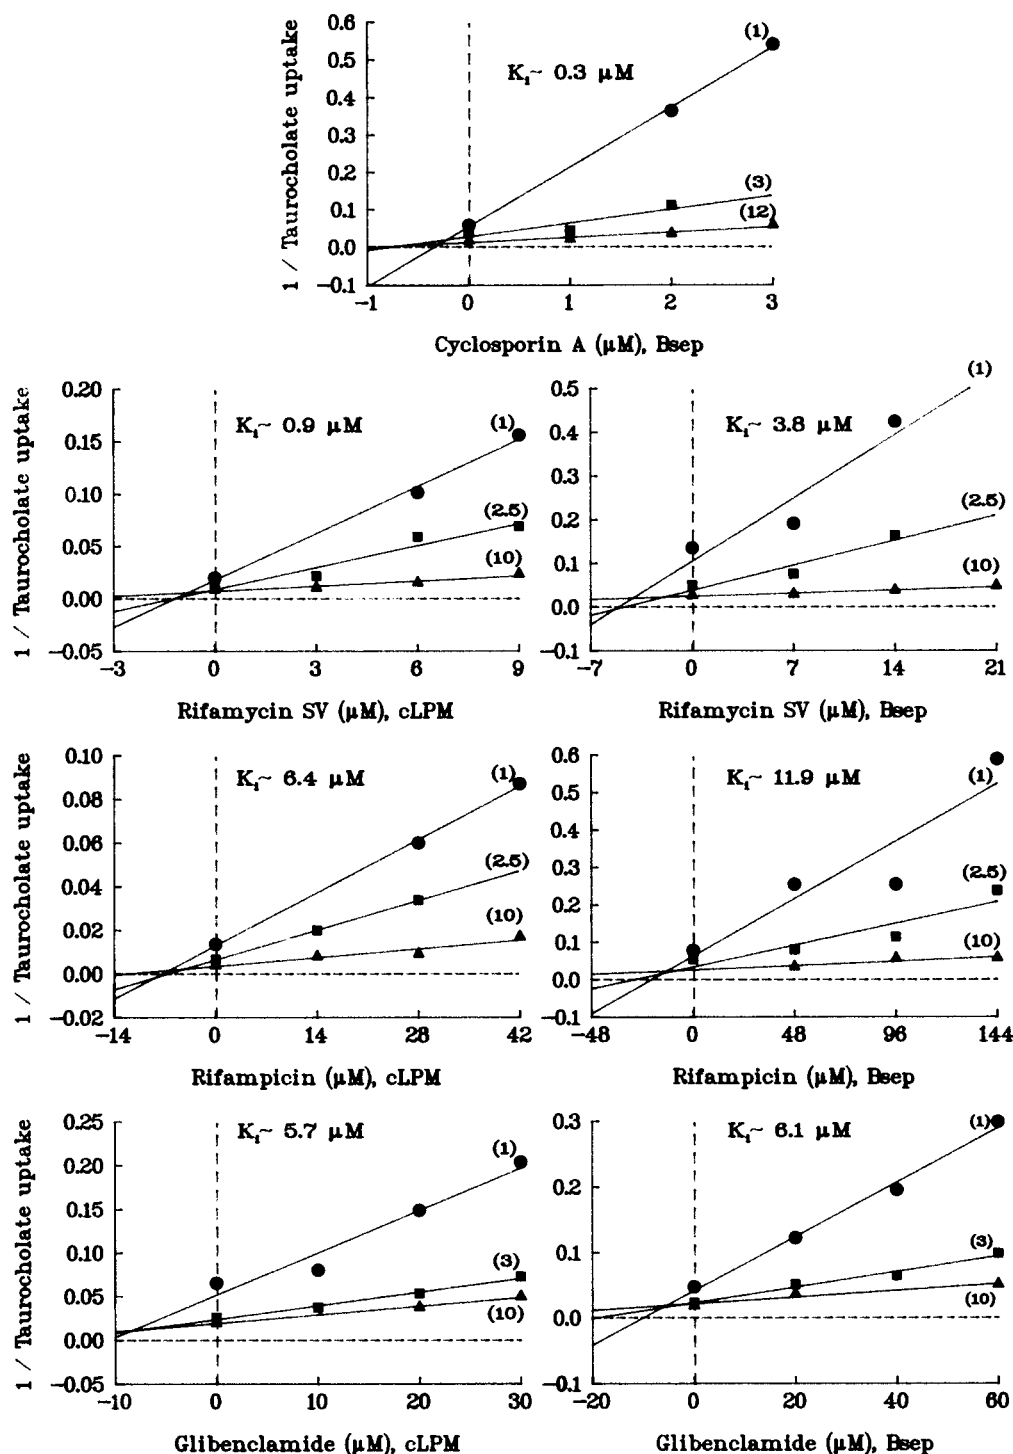 1 / Taurocholate uptake
0.6
0.5
0.4
0.3
0.2
0.1
0.0
−0.1
K_i~ 0.3 µM
(1)
(3)
(12)
−1 0 1 2 3
Cyclosporin A (µM), Bsep
1 / Taurocholate uptake
0.20
0.15
0.10
0.05
0.00
−0.05
K_i~ 0.9 µM
(1)
(2.5)
(10)
−3 0 3 6 9
Rifamycin SV (µM), cLPM
0.5
0.4
0.3
0.2
0.1
0.0
−0.1
K_i~ 3.8 µM
(1)
(2.5)
(10)
−7 0 7 14 21
Rifamycin SV (µM), Bsep
1 / Taurocholate uptake
0.10
0.08
0.06
0.04
0.02
0.00
−0.02
K_i~ 6.4 µM
(1)
(2.5)
(10)
−14 0 14 28 42
Rifampicin (µM), cLPM
0.6
0.5
0.4
0.3
0.2
0.1
0.0
−0.1
K_i~ 11.9 µM
(1)
(2.5)
(10)
−48 0 48 96 144
Rifampicin (µM), Bsep
1 / Taurocholate uptake
0.25
0.20
0.15
0.10
0.05
0.00
−0.05
K_i~ 5.7 µM
(1)
(3)
(10)
−10 0 10 20 30
Glibenclamide (µM), cLPM
0.3
0.2
0.1
0.0
−0.1
K_i~ 6.1 µM
(1)
(3)
(10)
−20 0 20 40 60
Glibenclamide (µM), Bsep